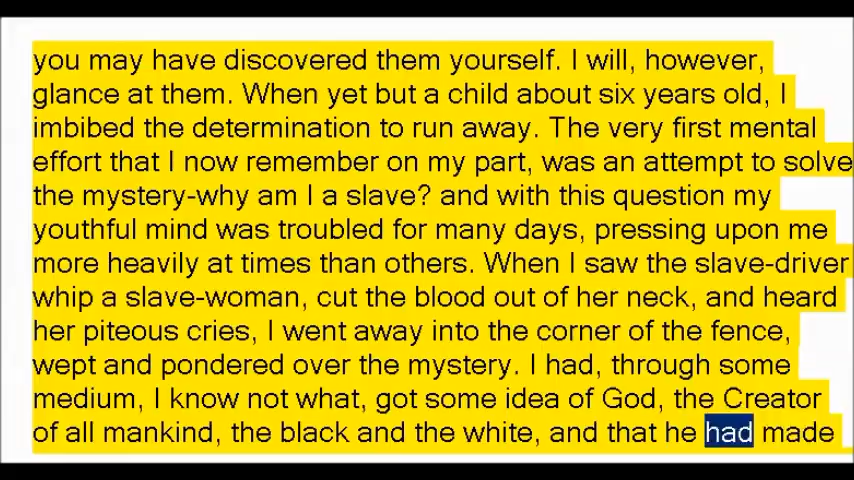 you may have discovered them yourself. I will, however,
glance at them. When yet but a child about six years old, I
imbibed the determination to run away. The very first mental
effort that I now remember on my part, was an attempt to solve
the mystery-why am I a slave? and with this question my
youthful mind was troubled for many days, pressing upon me
more heavily at times than others. When I saw the slave-driver
whip a slave-woman, cut the blood out of her neck, and heard
her piteous cries, I went away into the corner of the fence,
wept and pondered over the mystery. I had, through some
medium, I know not what, got some idea of God, the Creator
of all mankind, the black and the white, and that he had made